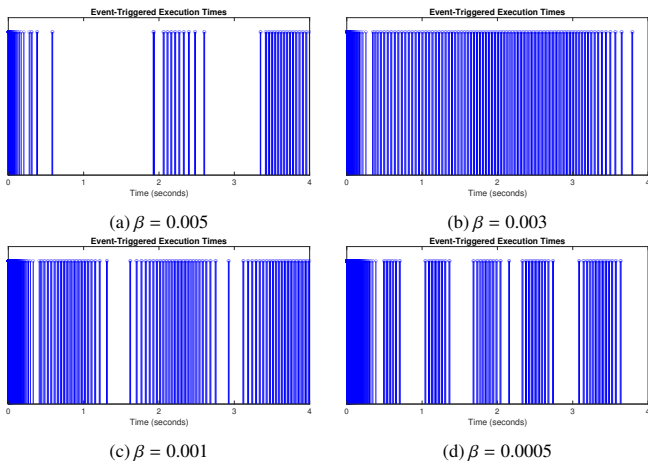 Event-Triggered Execution Times
Event-Triggered Execution Times
0 1 2 3 4
0 1 2 3 4
Time (seconds)
Time (seconds)
(a) β = 0.005
(b) β = 0.003
Event-Triggered Execution Times
Event-Triggered Execution Times
0 1 2 3 4
0 1 2 3 4
Time (seconds)
Time (seconds)
(c) β = 0.001
(d) β = 0.0005